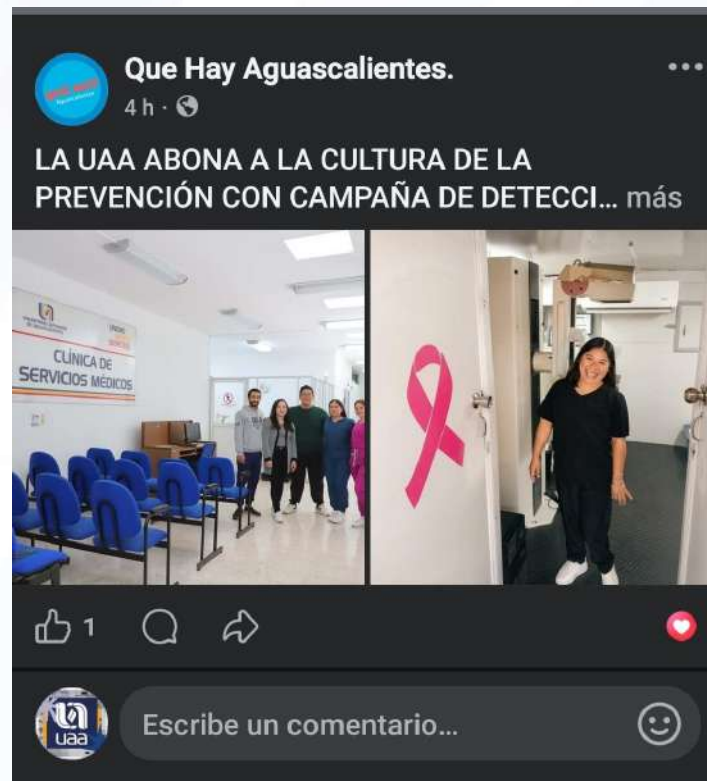 Que Hay Aguascalientes.
4 h
LA UAA ABONA A LA CULTURA DE LA
PREVENCIÓN CON CAMPAÑA DE DETECCI... más
CLÍNICA DE
SERVICIOS MÉDICOS
1
uaa
Escribe un comentario...